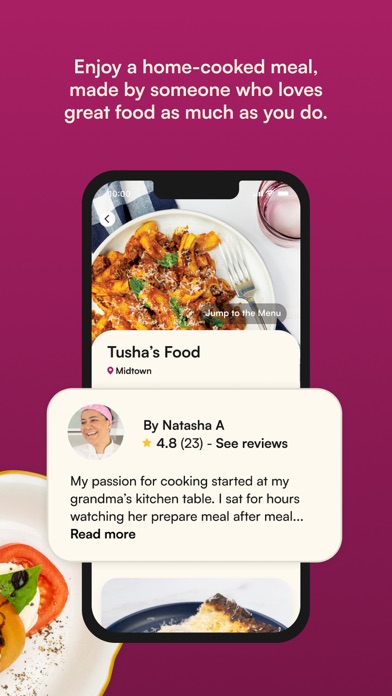 Enjoy a home-cooked meal,
made by someone who loves
great food as much as you do.
10:00
Jump to the Menu
Tusha's Food
Midtown
By Natasha A
4.8 (23) - See reviews
My passion for cooking started at my
grandma's kitchen table. I sat for hours
watching her prepare meal after meal...
Read more